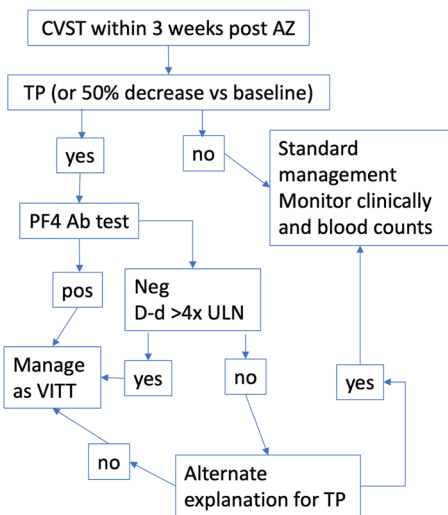 CVST within 3 weeks post AZ
TP (or 50% decrease vs baseline)
yes
no
Standard
management
Monitor clinically
and blood counts
PF4 Ab test
pos
Neg
D-d >4x ULN
Manage
as VITT
yes
no
yes
no
Alternate
explanation for TP